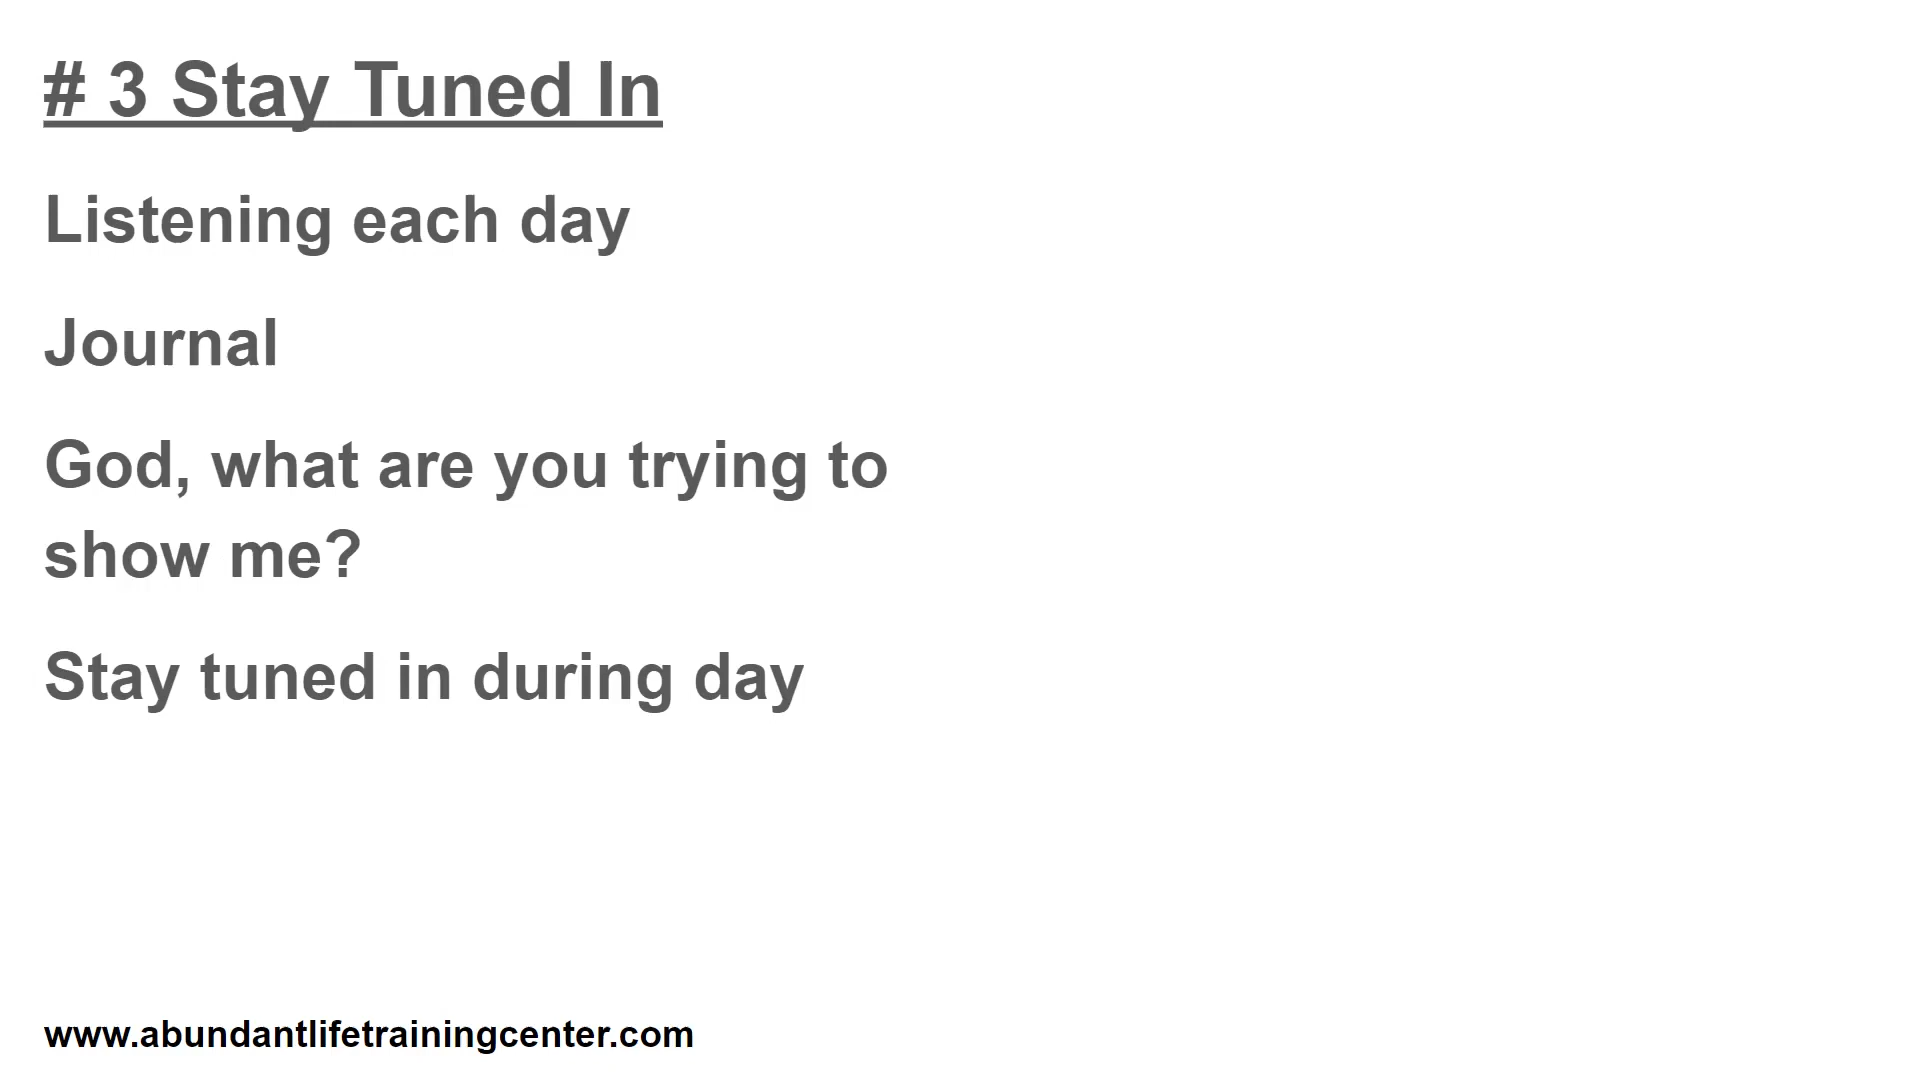 # 3 Stay Tuned In
Listening each day
Journal
God, what are you trying to
show me?
Stay tuned in during day
www.abundantlifetrainingcenter.com